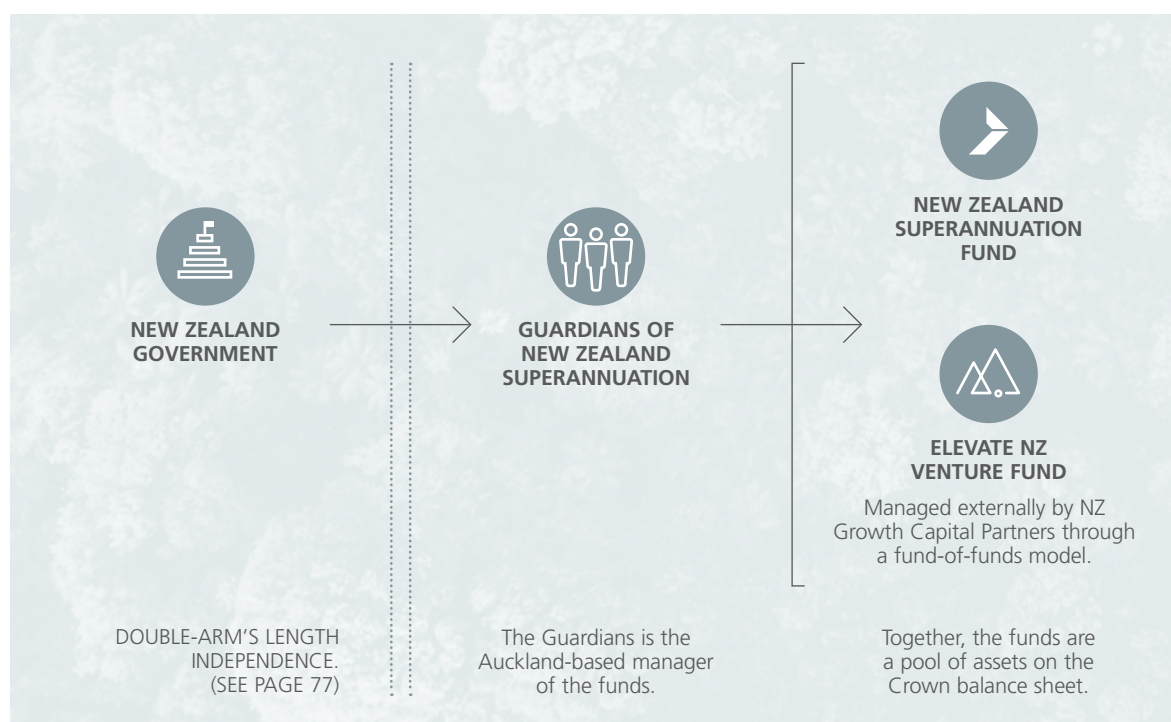 NEW ZEALAND
GOVERNMENT
DOUBLE-ARM'S LENGTH
INDEPENDENCE.
(SEE PAGE 77)
GUARDIANS OF
NEW ZEALAND
SUPERANNUATION
The Guardians is the
Auckland-based manager
of the funds.
NEW ZEALAND
SUPERANNUATION
FUND
ELEVATE NZ
VENTURE FUND
Managed externally by NZ
Growth Capital Partners through
a fund-of-funds model.
Together, the funds are
a pool of assets on the
Crown balance sheet.